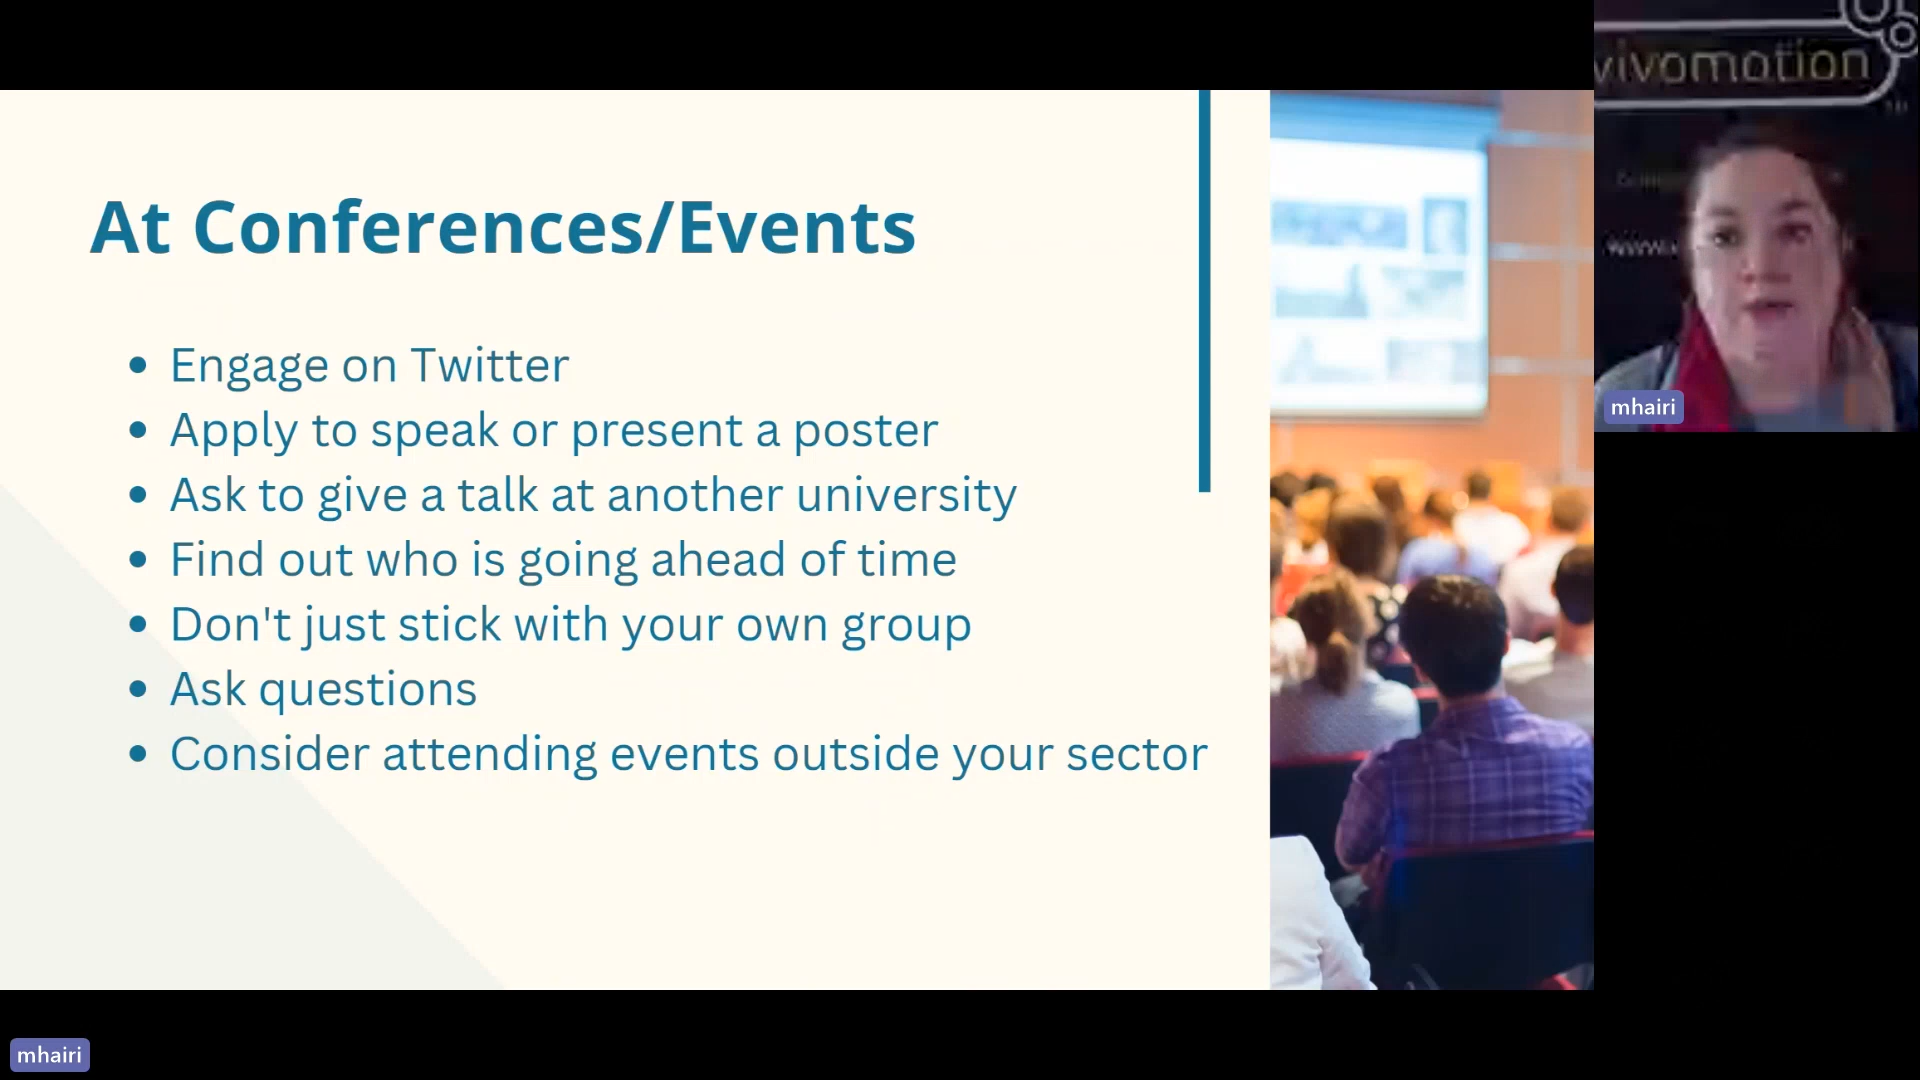 At Conferences/Events
Engage on Twitter
Apply to speak or present a poster
Ask to give a talk at another university
Find out who is going ahead of time
Don't just stick with your own group
Ask questions
Consider attending events outside your sector
vivomotion
mhairi
mhairi